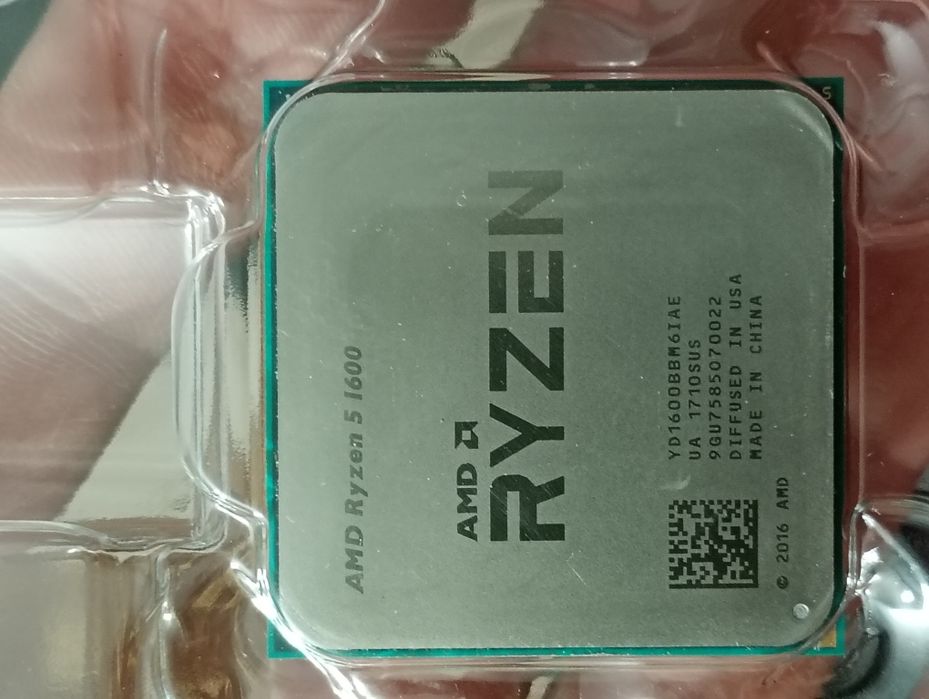 AMD Ryzen 5 1600
AMD
RYZEN
YD1600BBM6IAE
UA 1710SUS
9GU7585070022
DIFFUSED IN USA
MADE IN CHINA
© 2016 AMD